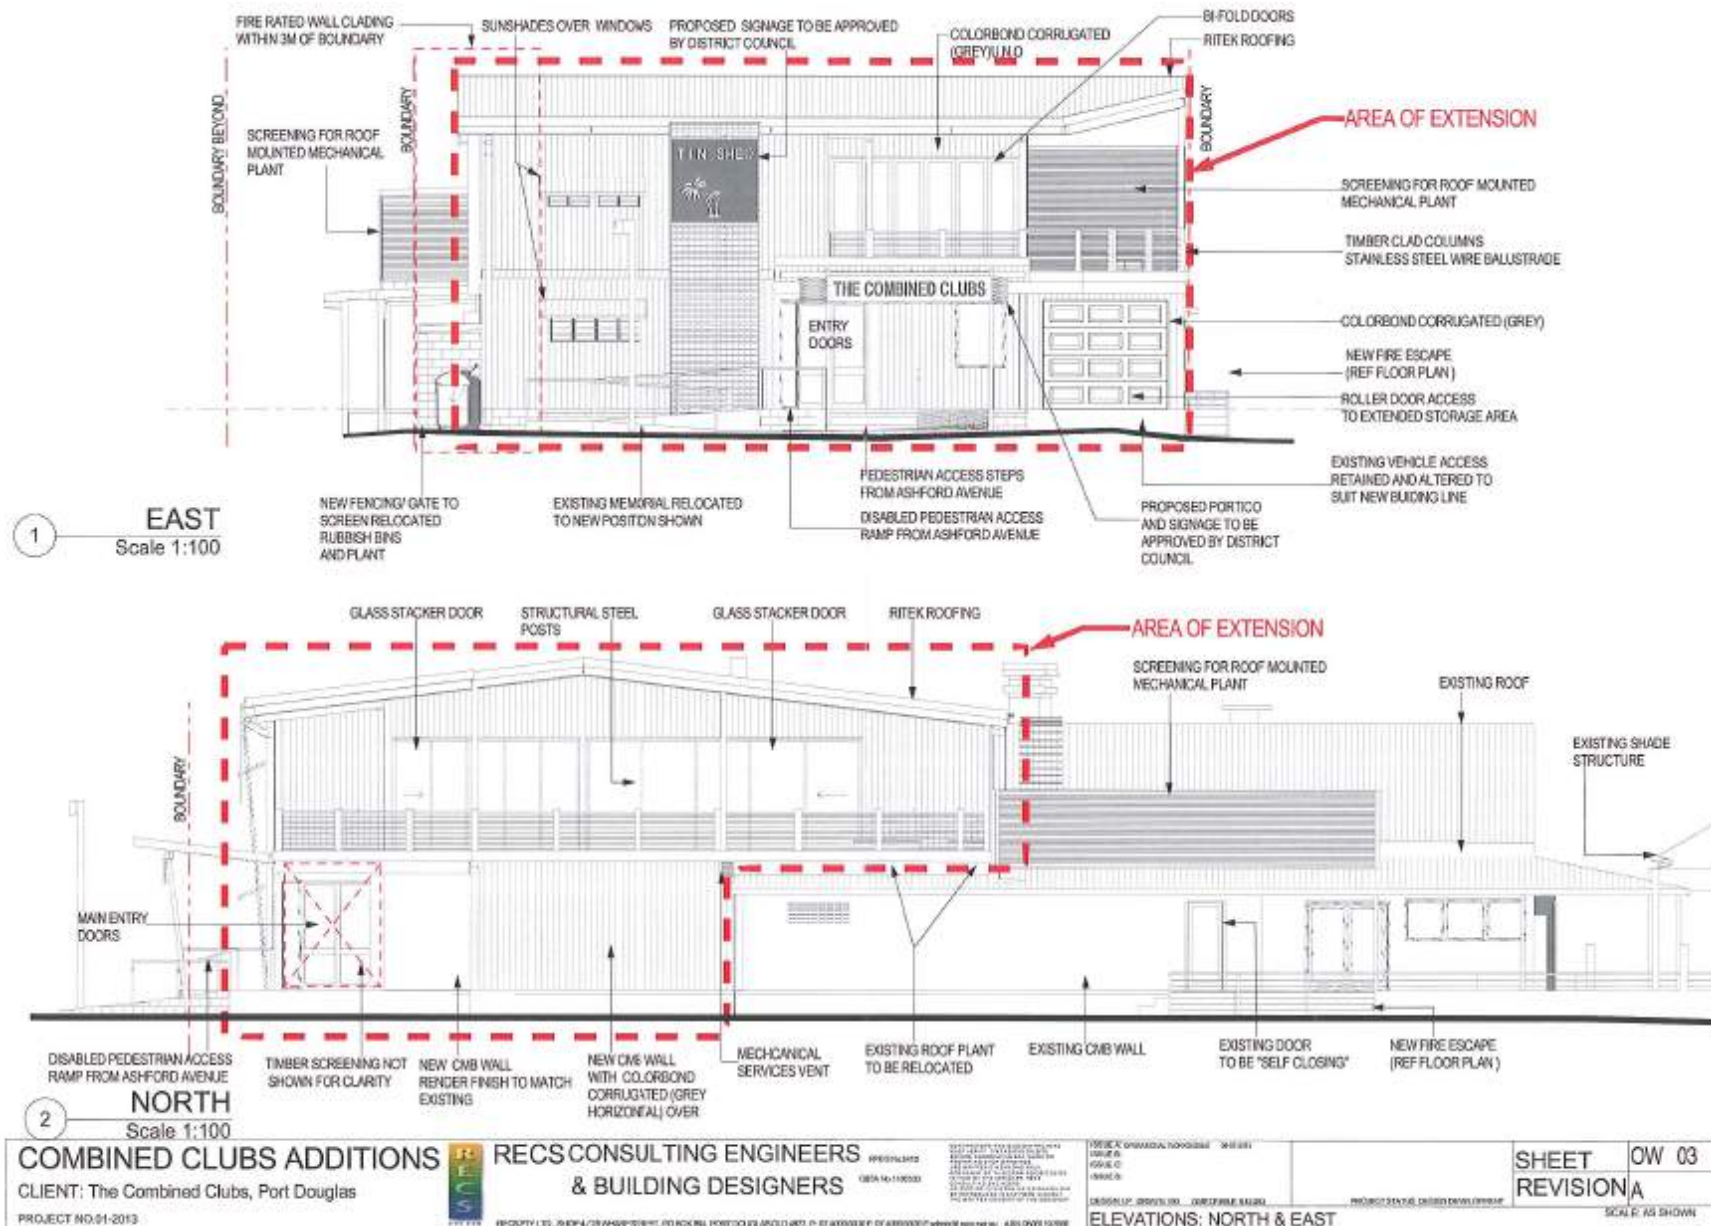 FIRE RATED WALL CLADING
WITHIN 3M OF BOUNDARY
SUNSHADES OVER WINDOWS
PROPOSED SIGNAGE TO BE APPROVED
BY DISTRICT COUNCIL
COLORBOND CORRUGATED
(GREY)U.N.O
BI-FOLD DOORS
RITEK ROOFING
BOUNDARY BEYOND
BOUNDARY
BOUNDARY
AREA OF EXTENSION
SCREENING FOR ROOF
MOUNTED MECHANICAL
PLANT
TIN SHED
SCREENING FOR ROOF MOUNTED
MECHANICAL PLANT
TIMBER CLAD COLUMNS
STAINLESS STEEL WIRE BALUSTRADE
THE COMBINED CLUBS
ENTRY
DOORS
COLORBOND CORRUGATED (GREY)
NEW FIRE ESCAPE
(REF FLOOR PLAN )
ROLLER DOOR ACCESS
TO EXTENDED STORAGE AREA
EXISTING VEHICLE ACCESS
RETAINED AND ALTERED TO
SUIT NEW BUIDING LINE
PEDESTRIAN ACCESS STEPS
FROM ASHFORD AVENUE
DISABLED PEDESTRIAN ACCESS
RAMP FROM ASHFORD AVENUE
PROPOSED PORTICO
AND SIGNAGE TO BE
APPROVED BY DISTRICT
COUNCIL
NEW FENCING/ GATE TO
SCREEN RELOCATED
RUBBISH BINS
AND PLANT
EXISTING MEMORIAL RELOCATED
TO NEW POSITION SHOWN
1
EAST
Scale 1:100
GLASS STACKER DOOR
STRUCTURAL STEEL
POSTS
GLASS STACKER DOOR
RITEK ROOFING
AREA OF EXTENSION
SCREENING FOR ROOF MOUNTED
MECHANICAL PLANT
EXISTING ROOF
EXISTING SHADE
STRUCTURE
BOUNDARY
MAIN ENTRY
DOORS
DISABLED PEDESTRIAN ACCESS
RAMP FROM ASHFORD AVENUE
TIMBER SCREENING NOT
SHOWN FOR CLARITY
NEW CMB WALL
RENDER FINISH TO MATCH
EXISTING
NEW CMB WALL
WITH COLORBOND
CORRUGATED (GREY
HORIZONTAL) OVER
MECHCANICAL
SERVICES VENT
EXISTING ROOF PLANT
TO BE RELOCATED
EXISTING CMB WALL
EXISTING DOOR
TO BE "SELF CLOSING"
NEW FIRE ESCAPE
(REF FLOOR PLAN )
2
NORTH
Scale 1:100
COMBINED CLUBS ADDITIONS
CLIENT: The Combined Clubs, Port Douglas
PROJECT NO.01-2013
RECS
RECS CONSULTING ENGINEERS
& BUILDING DESIGNERS
ISSUE B:
ISSUE C:
ISSUE D:
PROJECT STATUS: DESIGN DEVELOPMENT
ELEVATIONS: NORTH & EAST
SHEET OW 03
REVISION A
SCALE: AS SHOWN